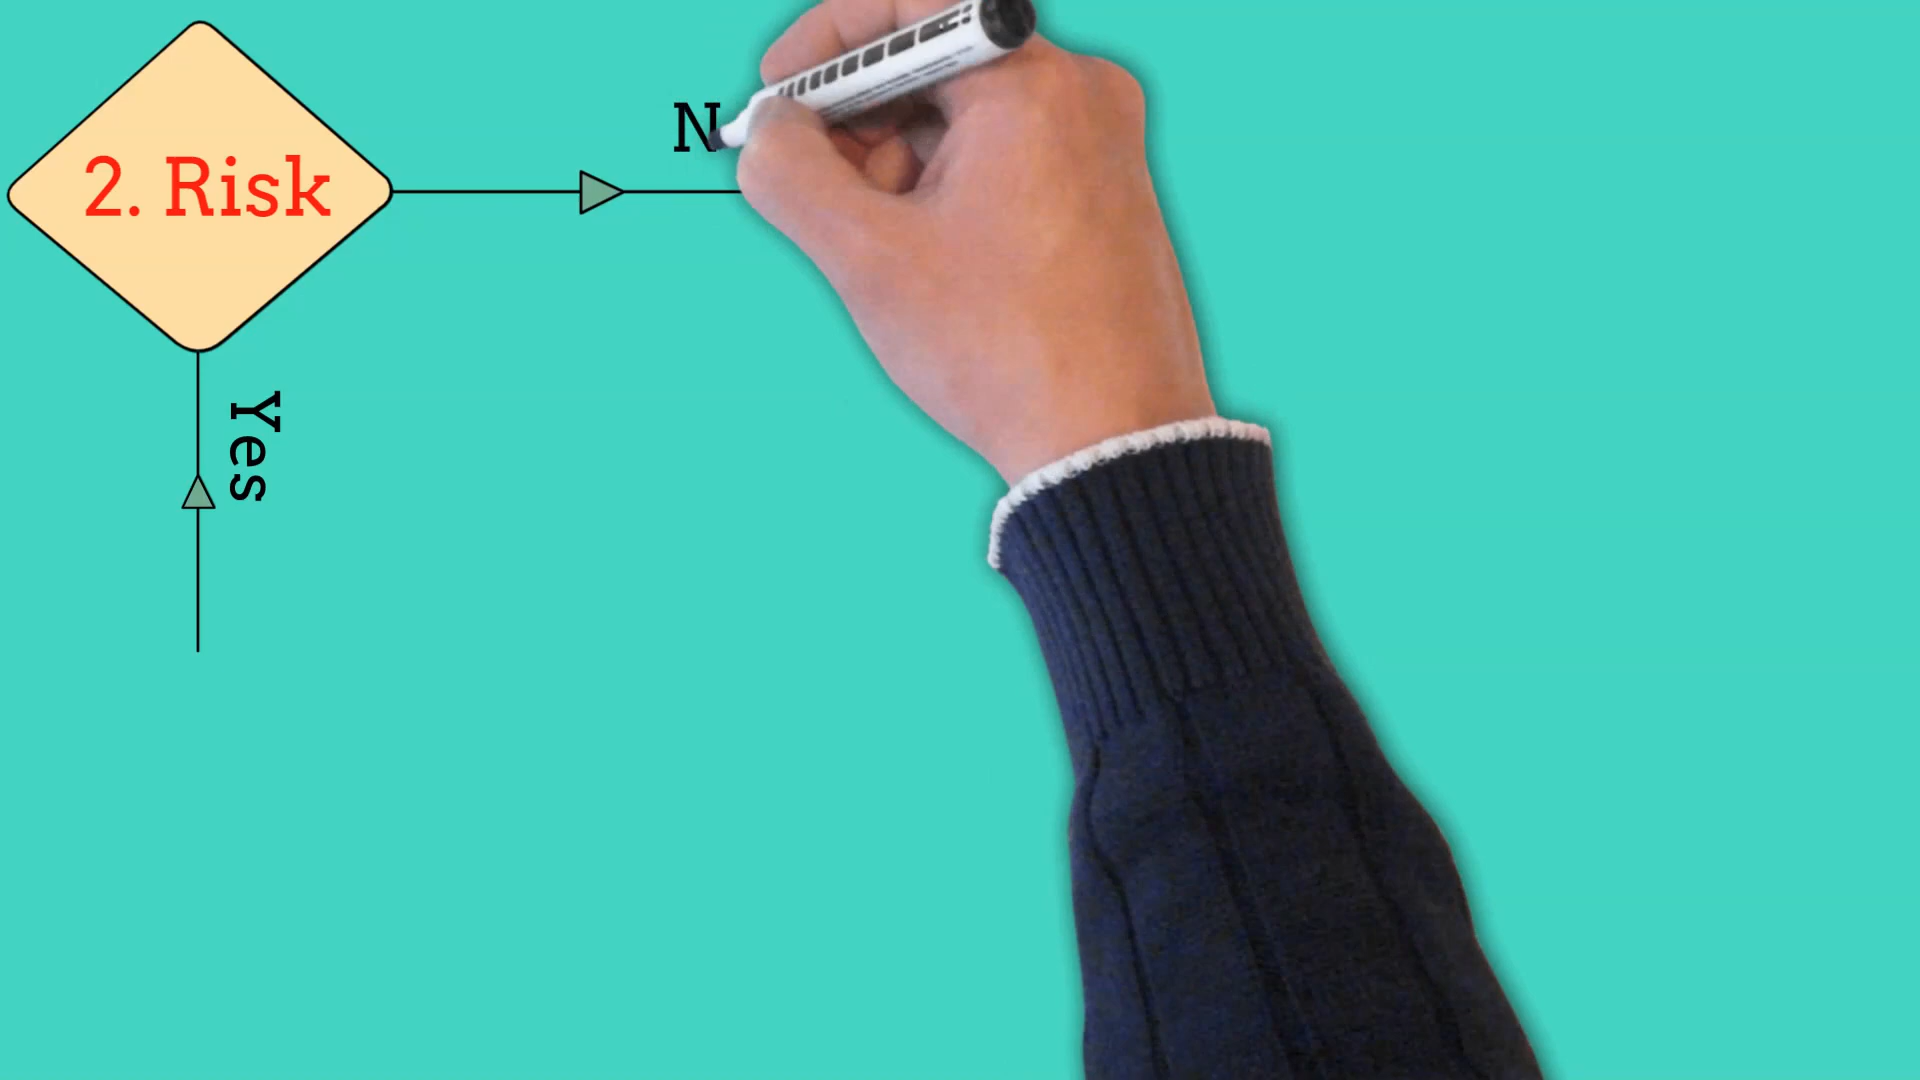 2. Risk
N
Yes